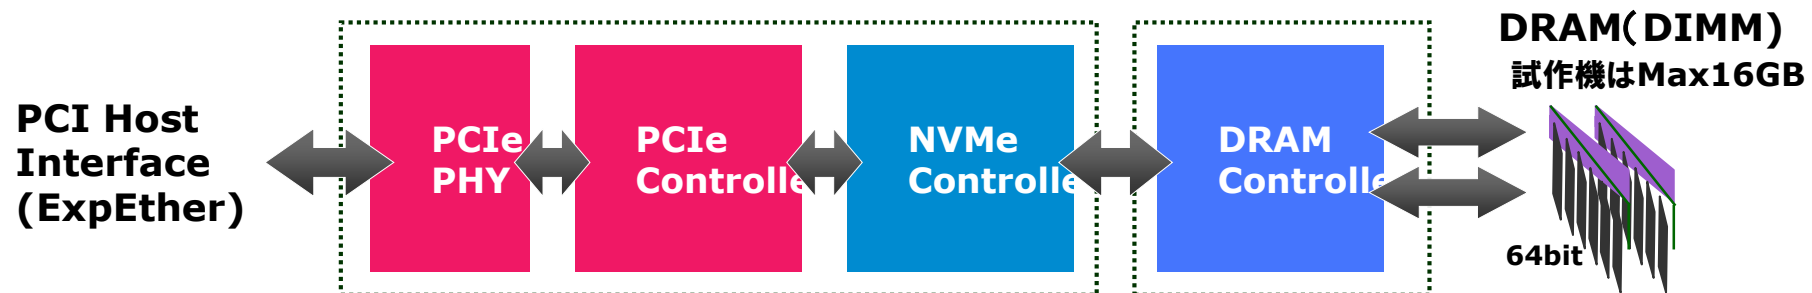 PCI Host
Interface
(ExpEther)
PCIe
PHY
PCIe
Controlle
NVMe
Controlle
DRAM
Controlle
DRAM(DIMM)
試作機はMax16GB
64bit